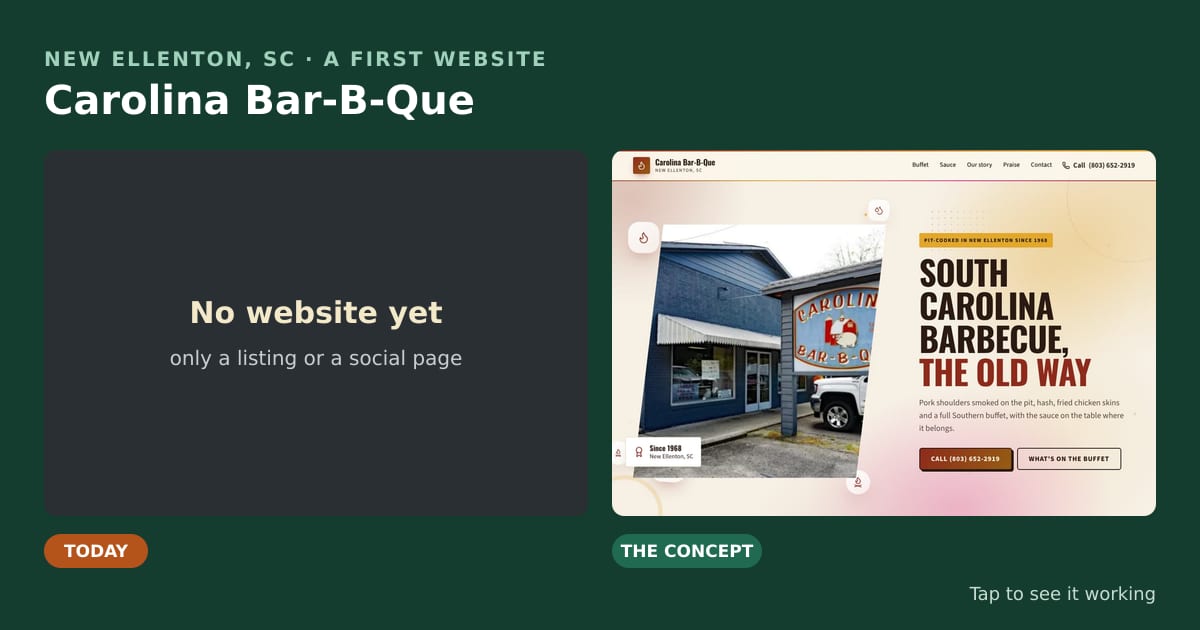 NEW ELLENTON, SC · A FIRST WEBSITE
Carolina Bar-B-Que
No website yet
only a listing or a social page
TODAY
Carolina Bar-B-Que
NEW ELLENTON, SC
Buffet Sauce Our story Praise Contact Call (803) 652-2919
CAROLIN
BAR-B-Q
Since 1968
New Ellenton, SC
PIT-COOKED IN NEW ELLENTON SINCE 1968
SOUTH
CAROLINA
BARBECUE,
THE OLD WAY
Pork shoulders smoked on the pit, hash, fried chicken skins
and a full Southern buffet, with the sauce on the table where
it belongs.
CALL (803) 652-2919
WHAT'S ON THE BUFFET
THE CONCEPT
Tap to see it working